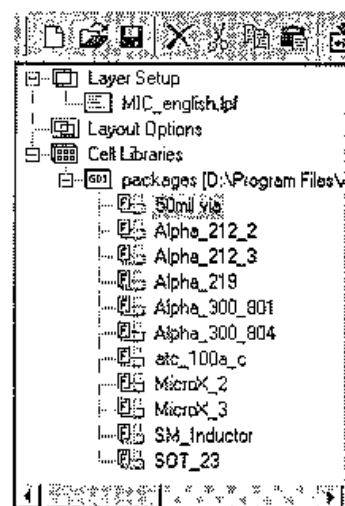 Layer Setup
MIC_english.lpf
Layout Options
Cell Libraries
GDS packages [D:\Program Files\
50mil via
Alpha_212_2
Alpha_212_3
Alpha_219
Alpha_300_801
Alpha_300_804
atc_100a_c
MicroX_2
MicroX_3
SM_Inductor
SOT_23